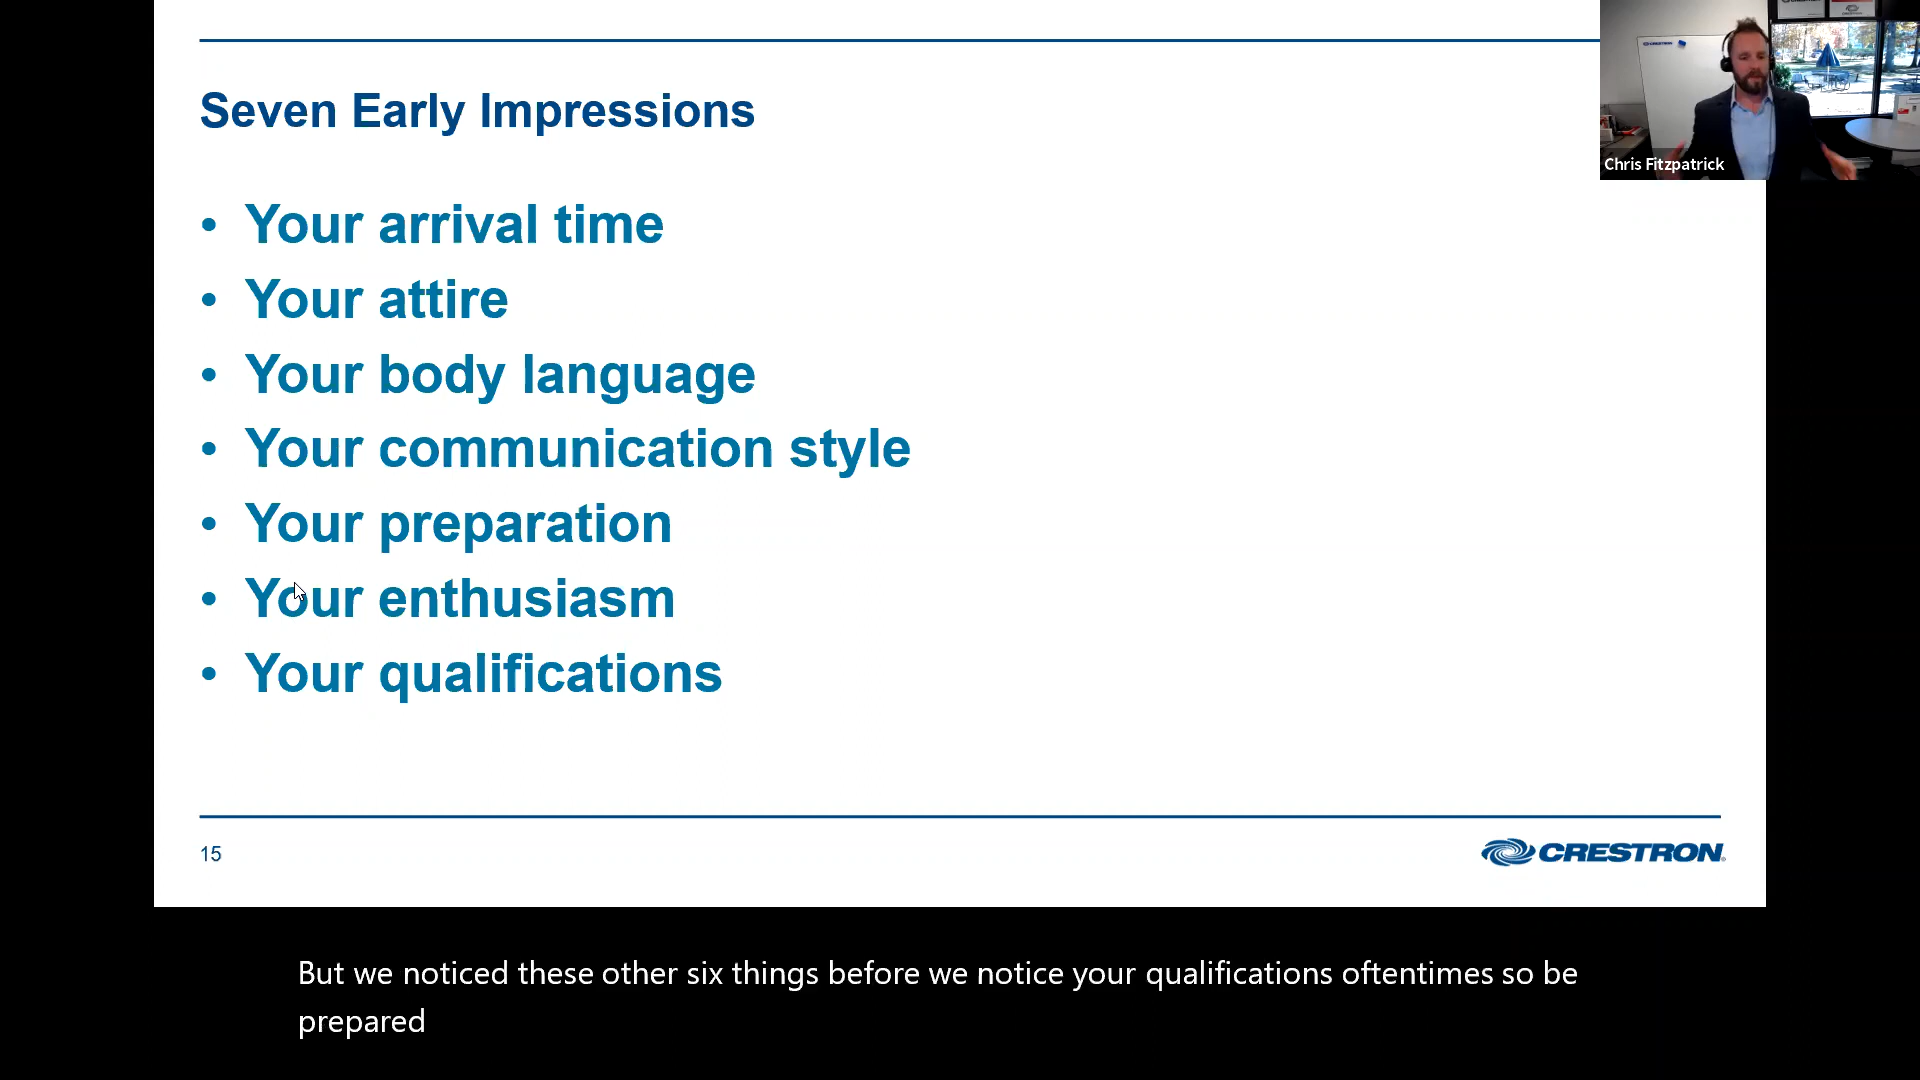 Seven Early Impressions
• Your arrival time
• Your attire
• Your body language
• Your communication style
• Your preparation
• Your enthusiasm
• Your qualifications
15
CRESTRON
CRESTRON
Chris Fitzpatrick
But we noticed these other six things before we notice your qualifications oftentimes so be
prepared